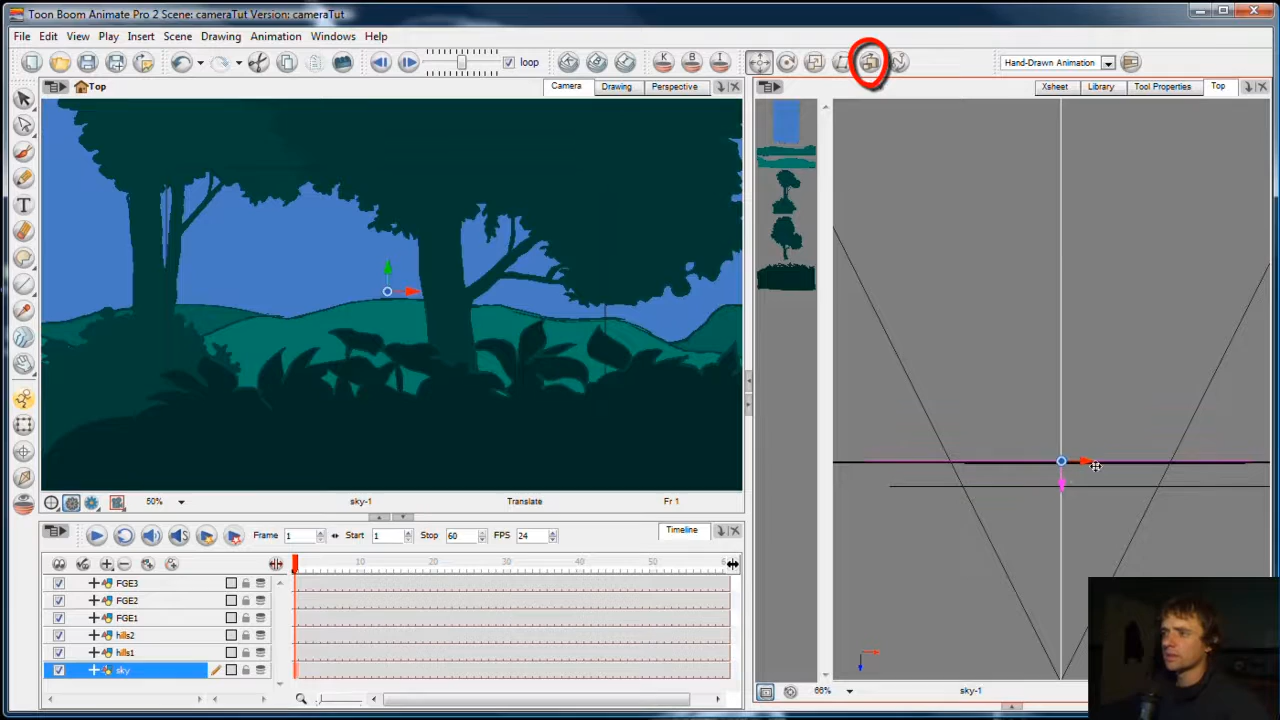 Toon Boom Animate Pro 2 Scene: cameraTut Version: cameraTut
File Edit View Play Insert Scene Drawing Animation Windows Help
loop
Hand-Drawn Animation
Top
Camera Drawing Perspective
Xsheet Library Tool Properties Top
T
50% sky-1 Translate Fr 1
66% sky-1
Frame 1 Start 1 Stop 60 FPS 24
Timeline
10 20 30 40 50
FGE3
FGE2
FGE1
hills2
hills1
sky